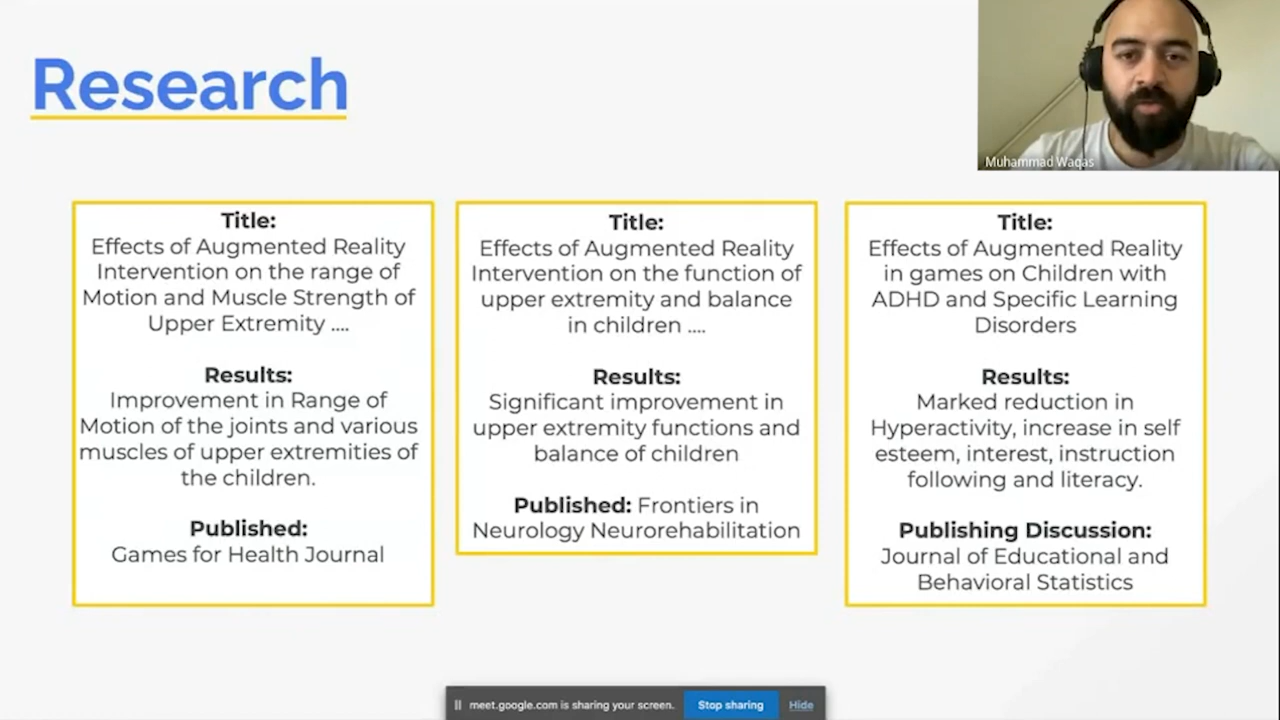 Research
Muhammad Waqas
Title:
Effects of Augmented Reality
Intervention on the range of
Motion and Muscle Strength of
Upper Extremity ....
Results:
Improvement in Range of
Motion of the joints and various
muscles of upper extremities of
the children.
Published:
Games for Health Journal
Title:
Effects of Augmented Reality
Intervention on the function of
upper extremity and balance
in children ....
Results:
Significant improvement in
upper extremity functions and
balance of children
Published: Frontiers in
Neurology Neurorehabilitation
Title:
Effects of Augmented Reality
in games on Children with
ADHD and Specific Learning
Disorders
Results:
Marked reduction in
Hyperactivity, increase in self
esteem, interest, instruction
following and literacy.
Publishing Discussion:
Journal of Educational and
Behavioral Statistics
meet.google.com is sharing your screen. Stop sharing Hide